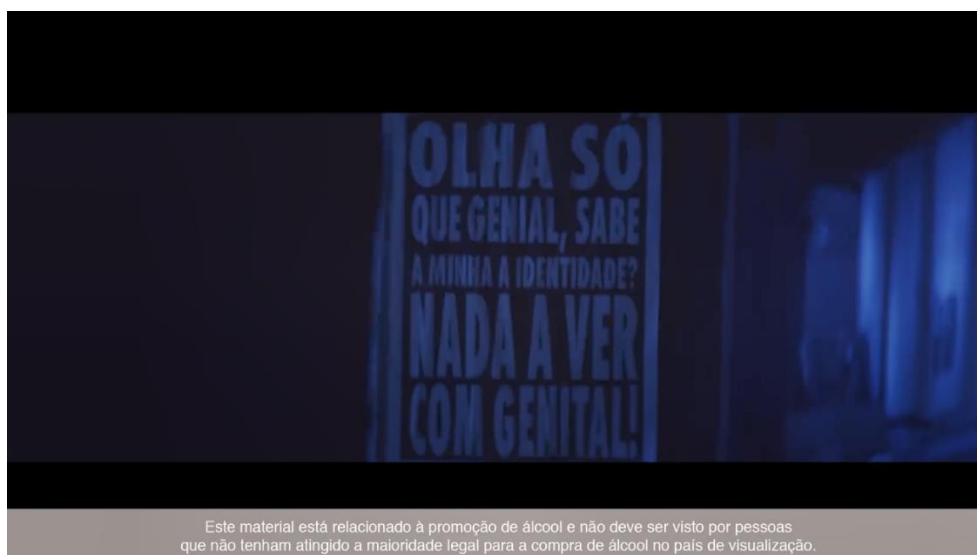 OLHA SÓ
QUE GENIAL, SABE
A MINHA A IDENTIDADE?
NADA A VER
COM GENITAL!
Este material está relacionado à promoção de álcool e não deve ser visto por pessoas
que não tenham atingido a maioridade legal para a compra de álcool no país de visualização.